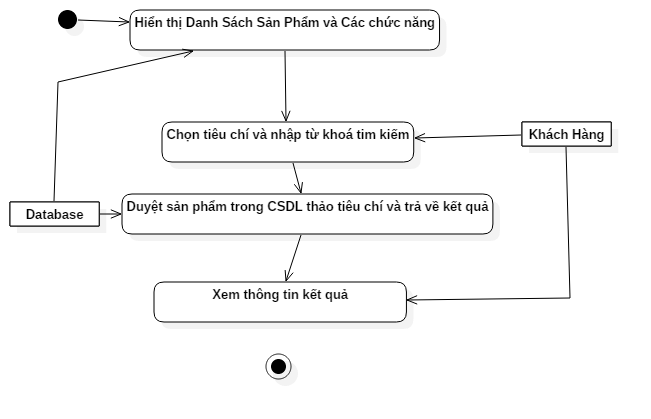 Hiển thị Danh Sách Sản Phẩm và Các chức năng
Chọn tiêu chí và nhập từ khoá tim kiếm
Khách Hàng
Database
Duyệt sản phẩm trong CSDL thảo tiêu chí và trả về kết quả
Xem thông tin kết quả